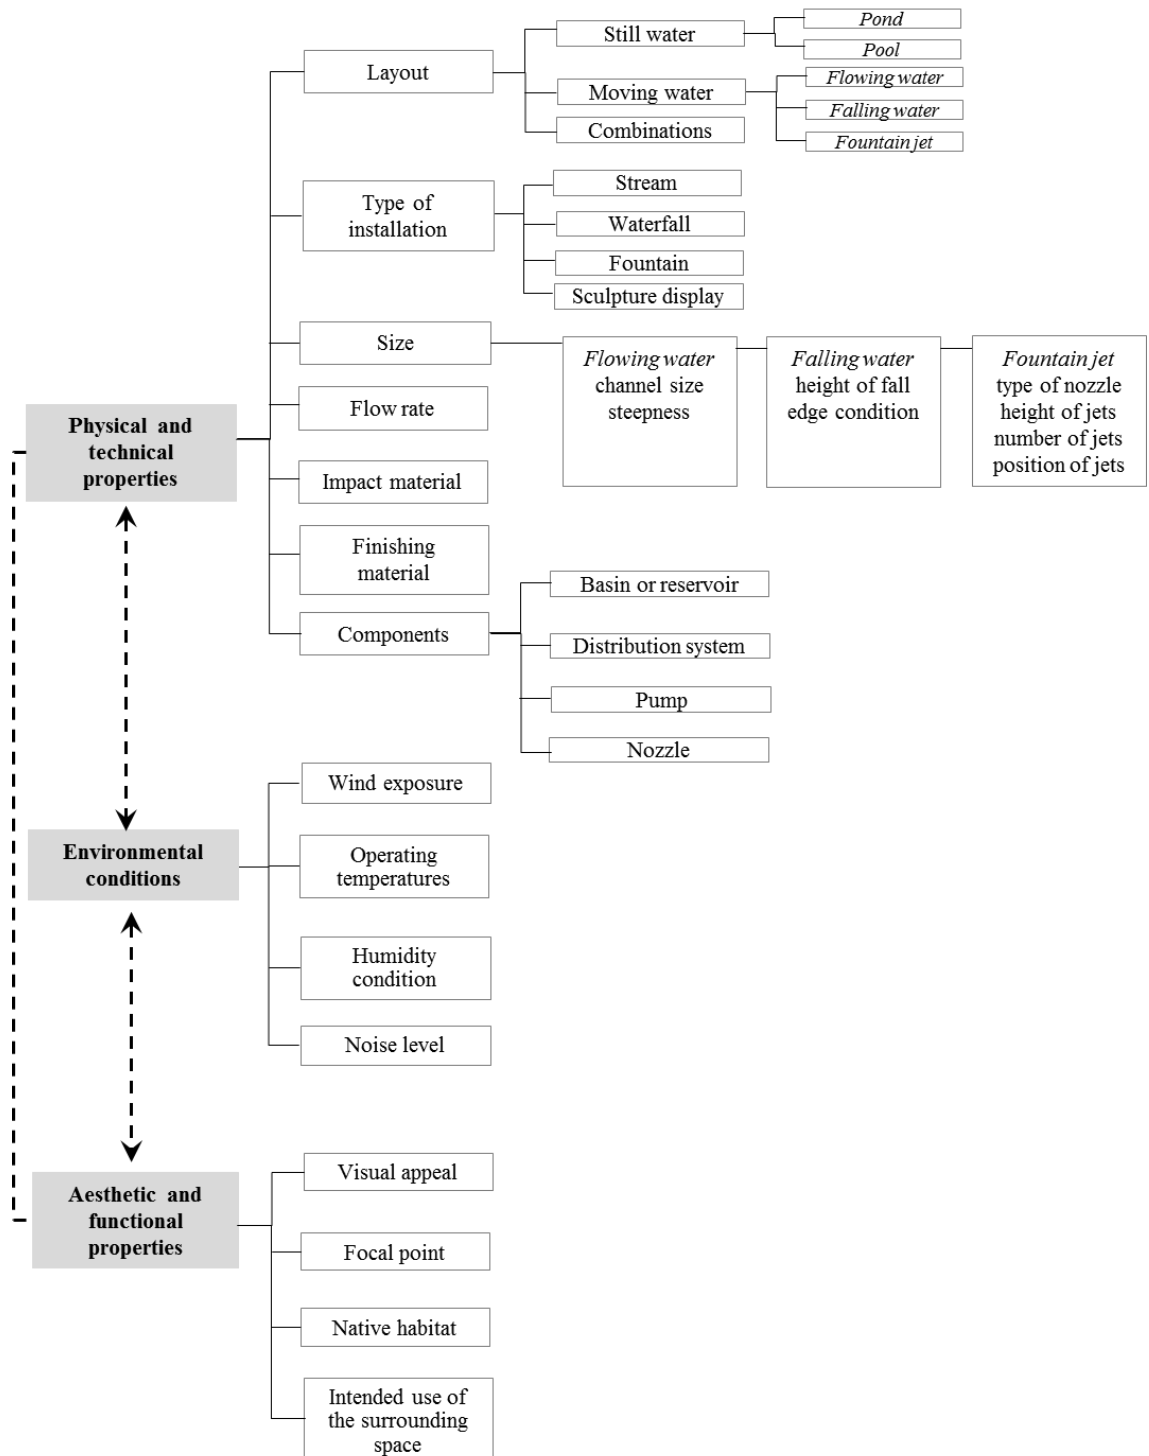 Layout
Still water
Pond
Pool
Moving water
Flowing water
Falling water
Fountain jet
Combinations
Type of
installation
Stream
Waterfall
Fountain
Sculpture display
Size
Flowing water
channel size
steepness
Falling water
height of fall
edge condition
Fountain jet
type of nozzle
height of jets
number of jets
position of jets
Physical and
technical
properties
Flow rate
Impact material
Finishing
material
Components
Basin or reservoir
Distribution system
Pump
Nozzle
Environmental
conditions
Wind exposure
Operating
temperatures
Humidity
condition
Noise level
Aesthetic and
functional
properties
Visual appeal
Focal point
Native habitat
Intended use of
the surrounding
space